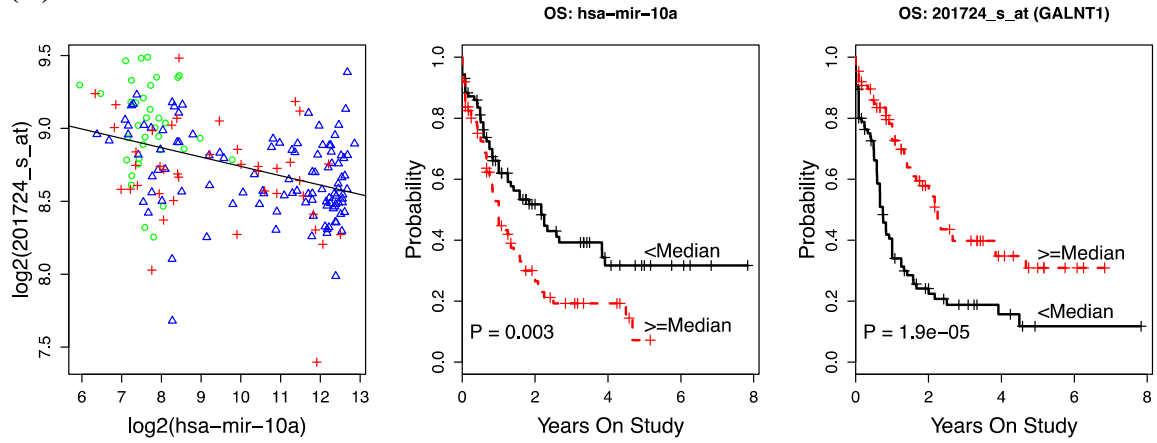 OS: hsa-mir-10a
OS: 201724_s_at (GALNT1)
log2(201724_s_at)
9.5
9.0
8.5
8.0
7.5
6 7 8 9 10 11 12 13
log2(hsa-mir-10a)
Probability
1.0
0.8
0.6
0.4
0.2
0.0
<Median
>=Median
P = 0.003
0 2 4 6 8
Years On Study
Probability
1.0
0.8
0.6
0.4
0.2
0.0
>=Median
<Median
P = 1.9e-05
0 2 4 6 8
Years On Study